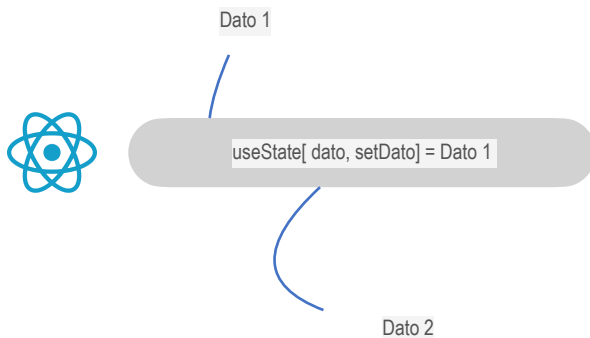 Dato 1
useState[ dato, setDato] = Dato 1
Dato 2